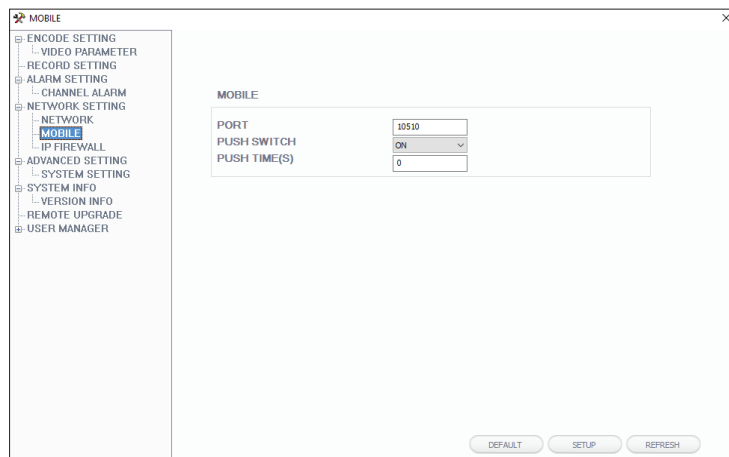 MOBILE
ENCODE SETTING
VIDEO PARAMETER
RECORD SETTING
ALARM SETTING
CHANNEL ALARM
NETWORK SETTING
NETWORK
MOBILE
IP FIREWALL
ADVANCED SETTING
SYSTEM SETTING
SYSTEM INFO
VERSION INFO
REMOTE UPGRADE
USER MANAGER
MOBILE
PORT 10510
PUSH SWITCH ON
PUSH TIME(S) 0
DEFAULT SETUP REFRESH